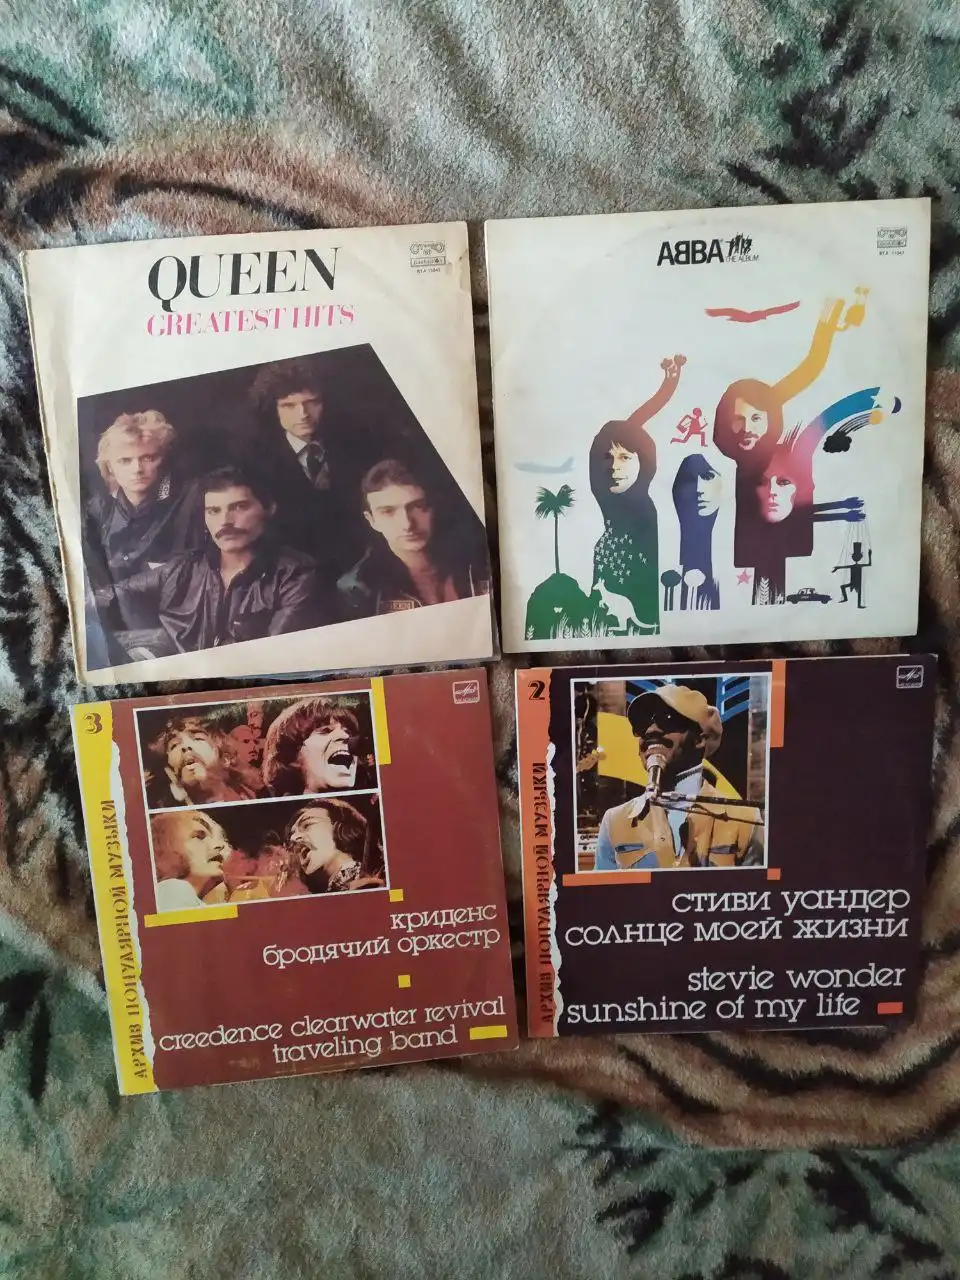 QUEEN
GREATEST HITS
ABBA
THE ALBUM
3
АРХИВ ПОПУЛЯРНОЙ МУЗЫКИ
криденс
бродячий оркестр
creedence clearwater revival
traveling band
2
АРХИВ ПОПУЛЯРНОЙ МУЗЫКИ
стиви уандер
солнце моей жизни
stevie wonder
sunshine of my life